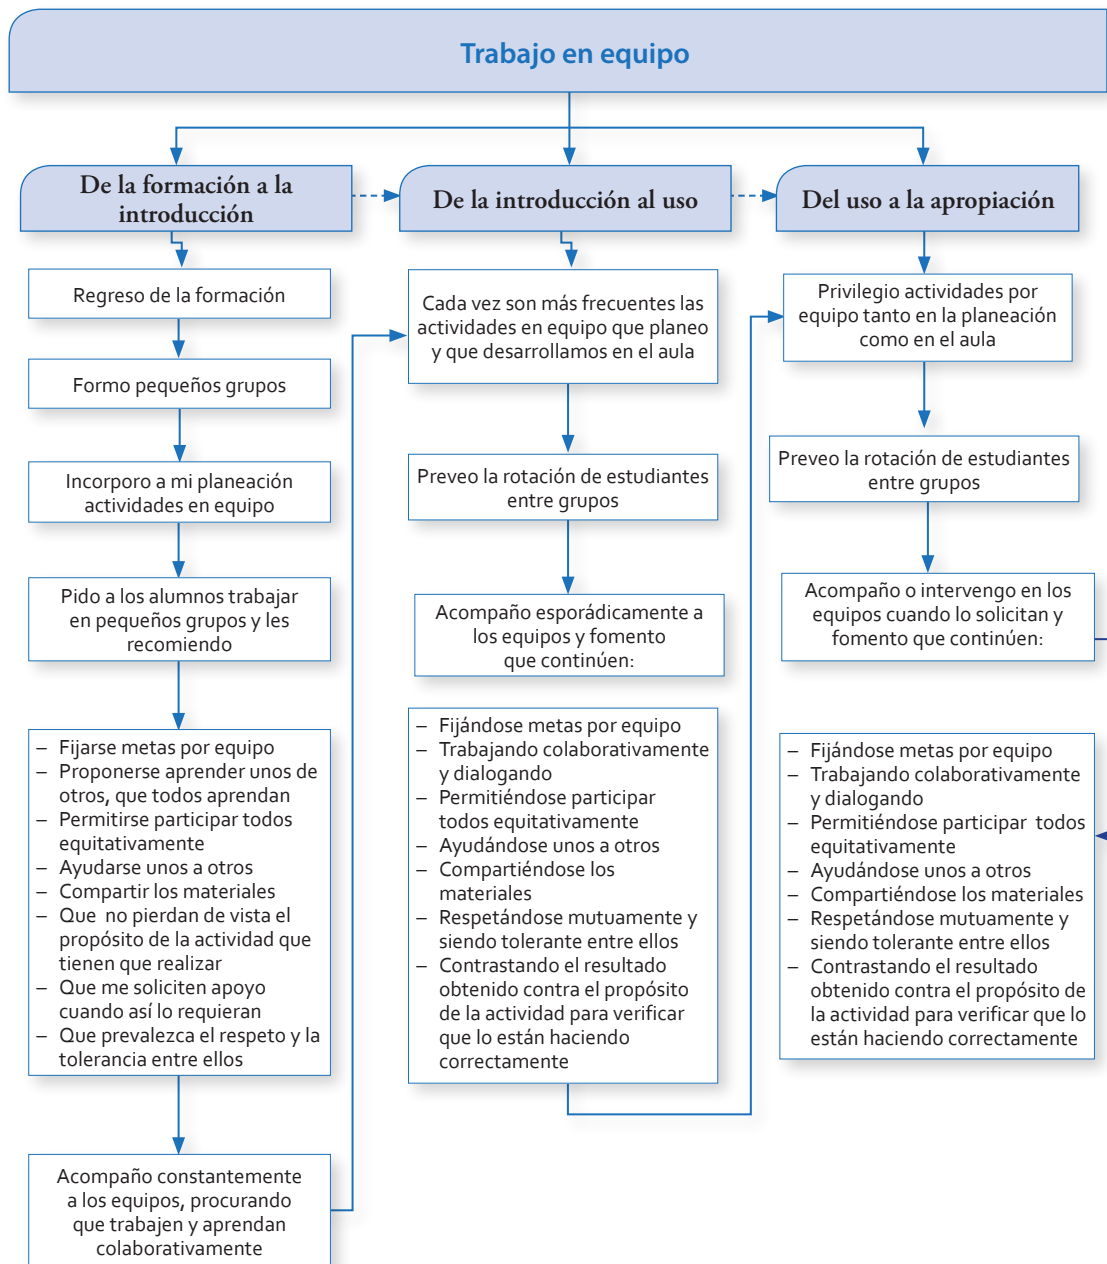 Trabajo en equipo
De la formación a la
introducción
Regreso de la formación
Formo pequeños grupos
Incorporo a mi planeación
actividades en equipo
Pido a los alumnos trabajar
en pequeños grupos y les
recomiendo
– Fijarse metas por equipo
– Proponerse aprender unos de
otros, que todos aprendan
– Permitirse participar todos
equitativamente
– Ayudarse unos a otros
– Compartir los materiales
– Que no pierdan de vista el
propósito de la actividad que
tienen que realizar
– Que me soliciten apoyo
cuando así lo requieran
– Que prevalezca el respeto y la
tolerancia entre ellos
Acompaño constantemente
a los equipos, procurando
que trabajen y aprendan
colaborativamente
De la introducción al uso
Cada vez son más frecuentes las
actividades en equipo que planeo
y que desarrollamos en el aula
Preveo la rotación de estudiantes
entre grupos
Acompaño esporádicamente a
los equipos y fomento
que continúen:
– Fijándose metas por equipo
– Trabajando colaborativamente
y dialogando
– Permitiéndose participar
todos equitativamente
– Ayudándose unos a otros
– Compartiéndose los
materiales
– Respetándose mutuamente y
siendo tolerante entre ellos
– Contrastando el resultado
obtenido contra el propósito
de la actividad para verificar
que lo están haciendo
correctamente
Del uso a la apropiación
Privilegio actividades por
equipo tanto en la planeación
como en el aula
Preveo la rotación de estudiantes
entre grupos
Acompaño o intervengo en los
equipos cuando lo solicitan y
fomento que continúen:
– Fijándose metas por equipo
– Trabajando colaborativamente
y dialogando
– Permitiéndose participar todos
equitativamente
– Ayudándose unos a otros
– Compartiéndose los materiales
– Respetándose mutuamente y
siendo tolerante entre ellos
– Contrastando el resultado
obtenido contra el propósito de
la actividad para verificar que lo
están haciendo correctamente